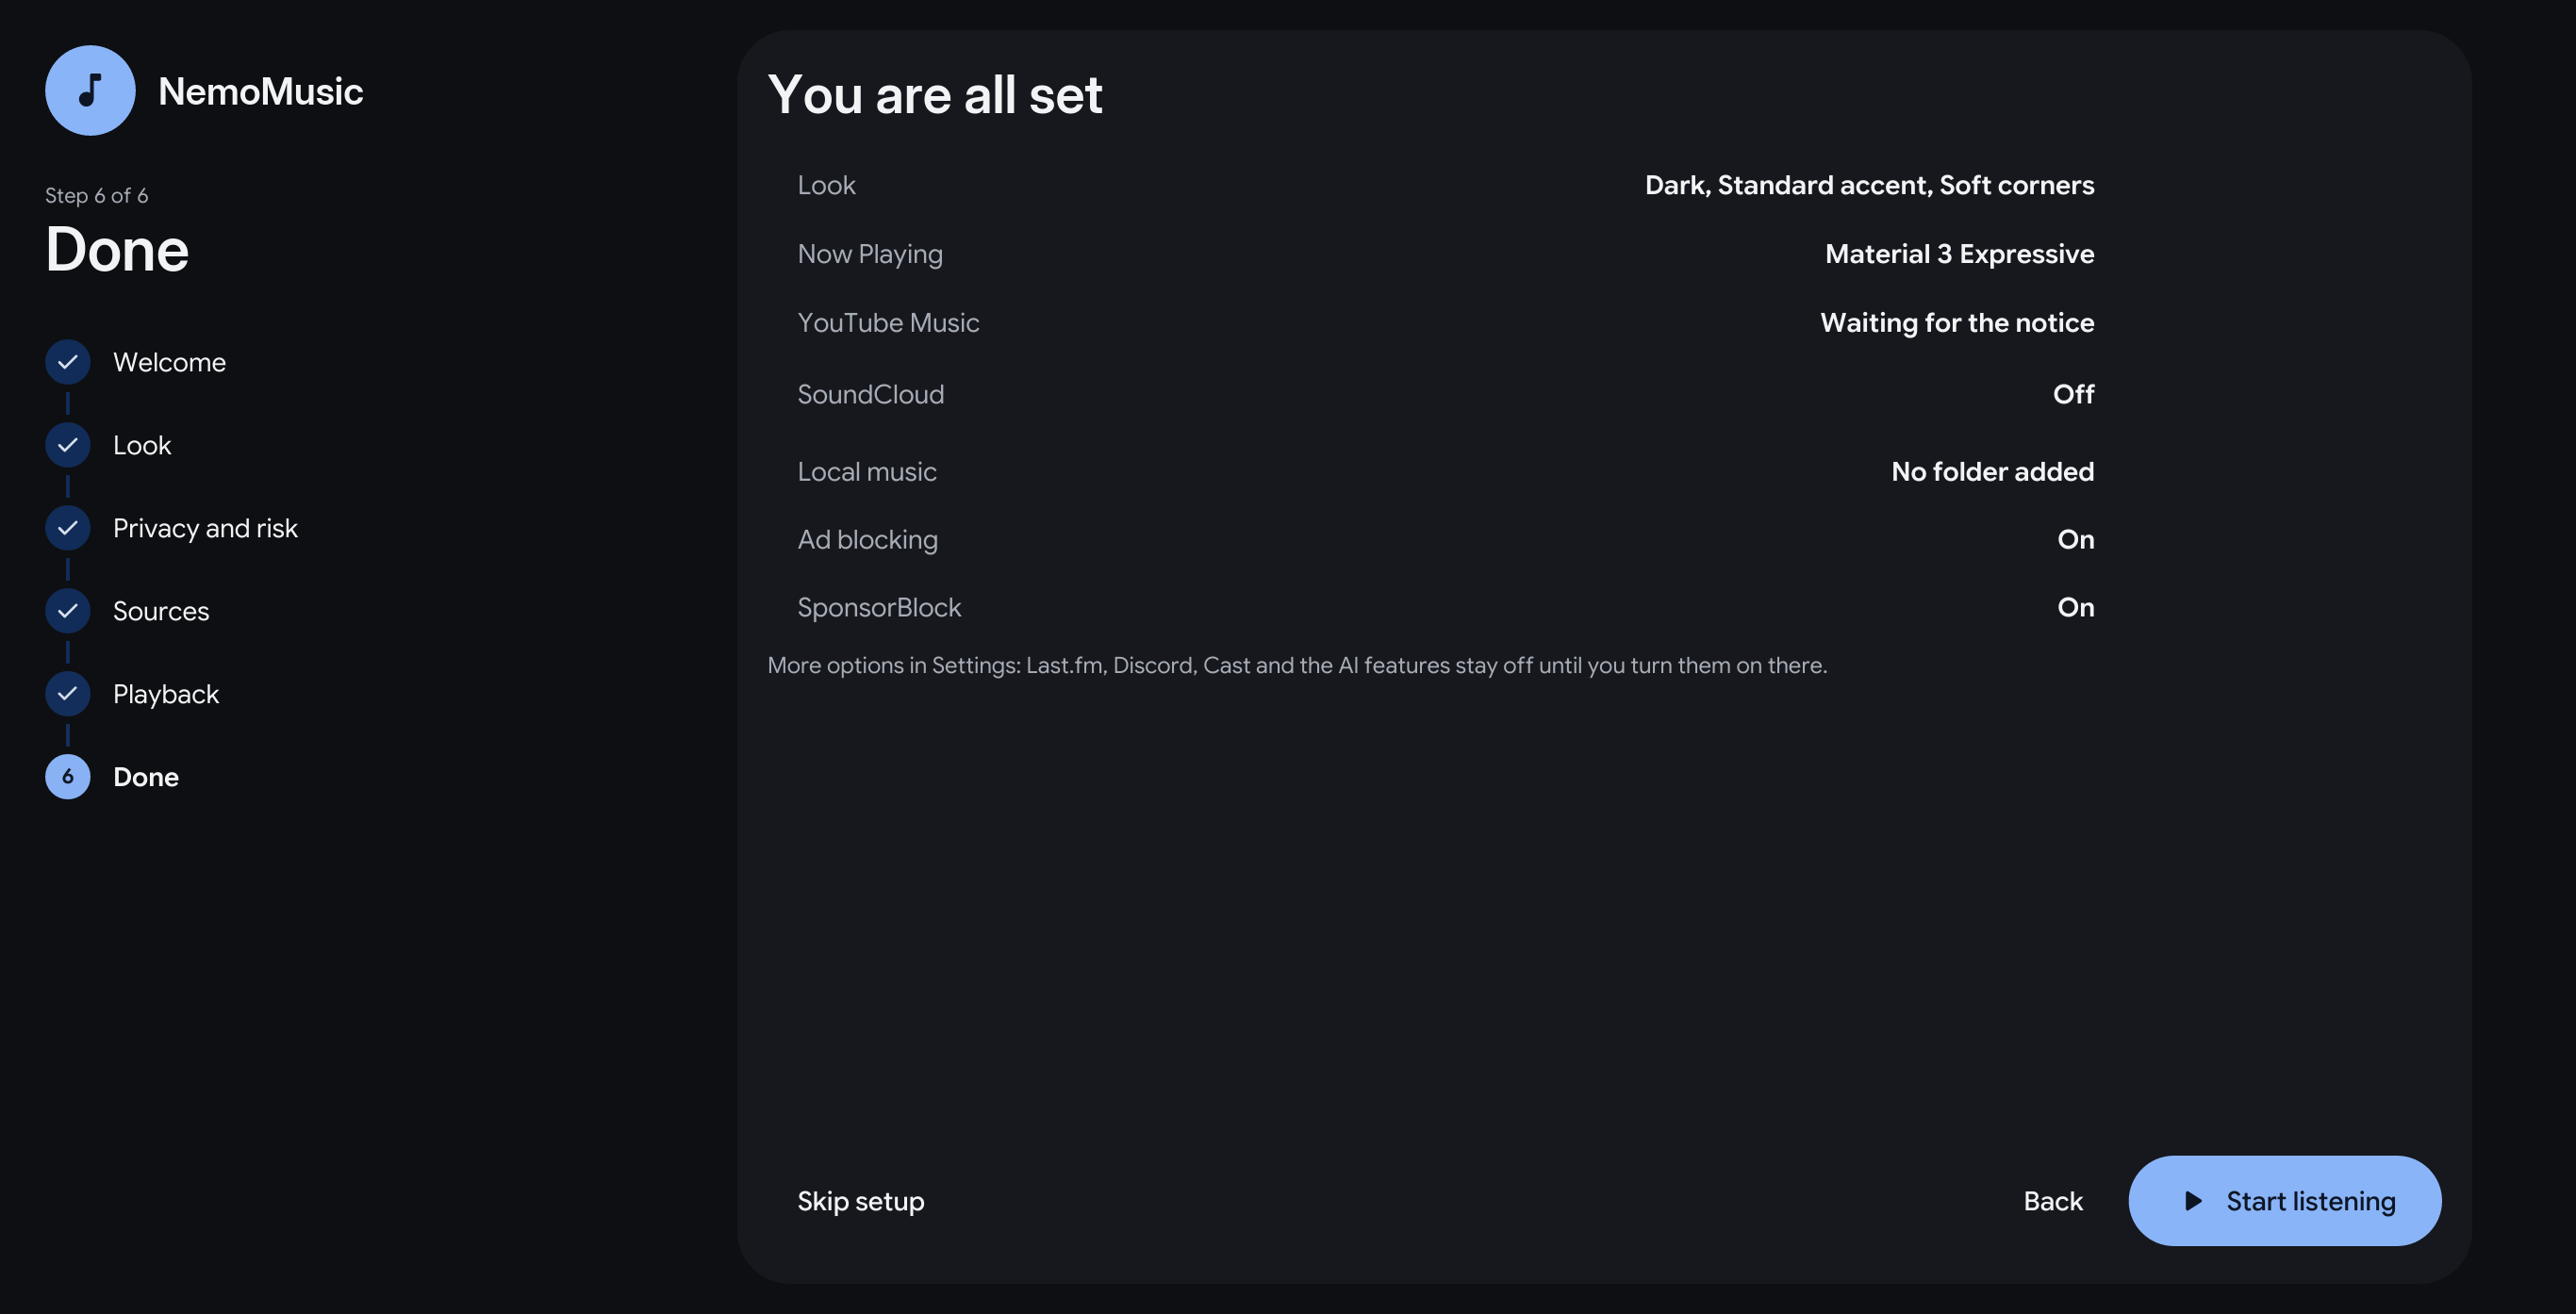 NemoMusic
Step 6 of 6
Done
Welcome
Look
Privacy and risk
Sources
Playback
6 Done
You are all set
Look Dark, Standard accent, Soft corners
Now Playing Material 3 Expressive
YouTube Music Waiting for the notice
SoundCloud Off
Local music No folder added
Ad blocking On
SponsorBlock On
More options in Settings: Last.fm, Discord, Cast and the AI features stay off until you turn them on there.
Skip setup Back Start listening